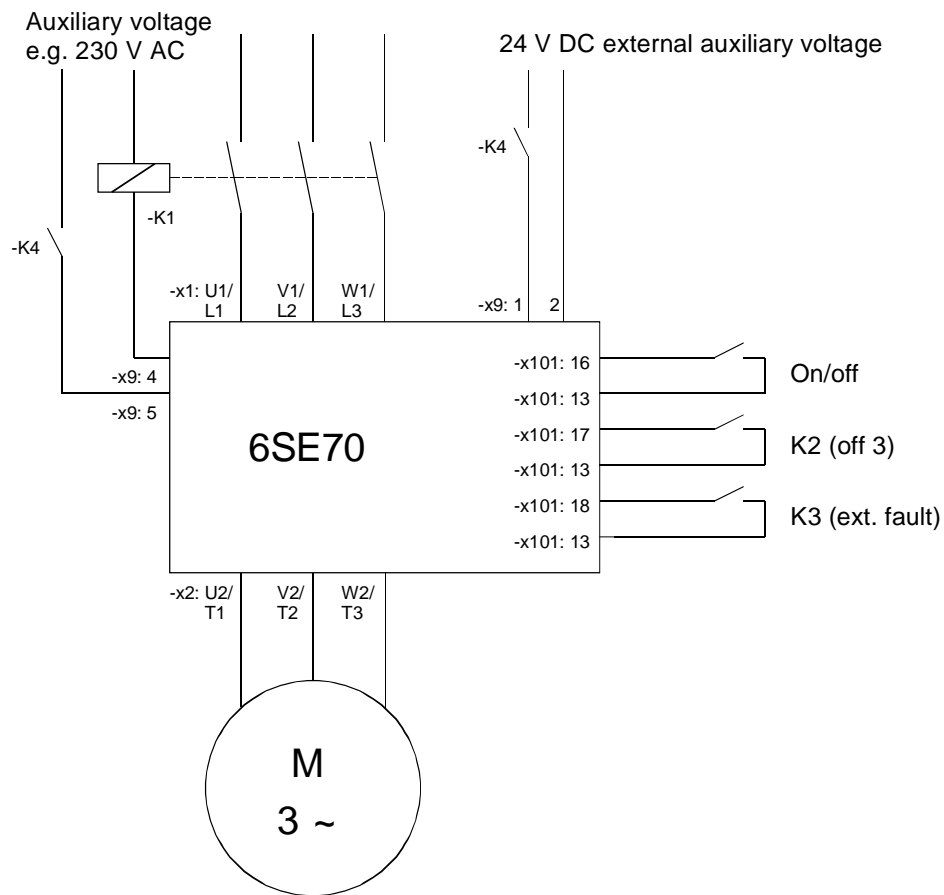 Auxiliary voltage
e.g. 230 V AC
24 V DC external auxiliary voltage
-K4
-K1
-K4
-x1: U1/
L1
V1/
L2
W1/
L3
-x9: 1
2
-x9: 4
-x9: 5
6SE70
-x101: 16
-x101: 13
On/off
-x101: 17
-x101: 13
K2 (off 3)
-x101: 18
-x101: 13
K3 (ext. fault)
-x2: U2/
T1
V2/
T2
W2/
T3
M
3 ~